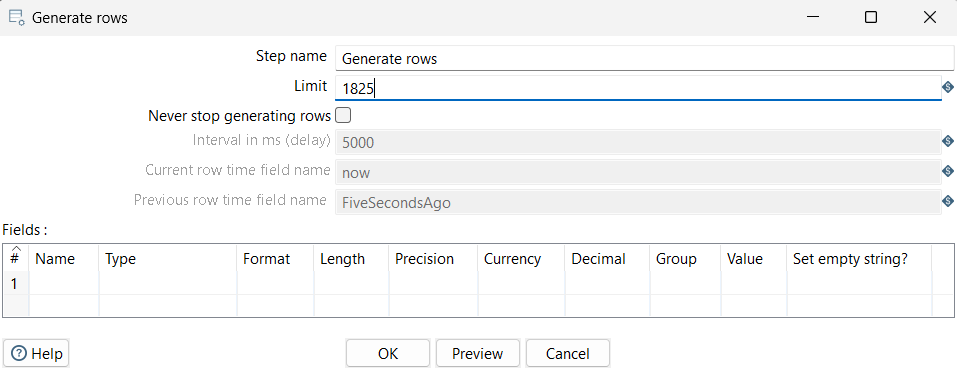 Generate rows
Step name Generate rows
Limit 1825
Never stop generating rows
Interval in ms (delay) 5000
Current row time field name now
Previous row time field name FiveSecondsAgo
Fields :
# Name Type Format Length Precision Currency Decimal Group Value Set empty string?
1
Help OK Preview Cancel